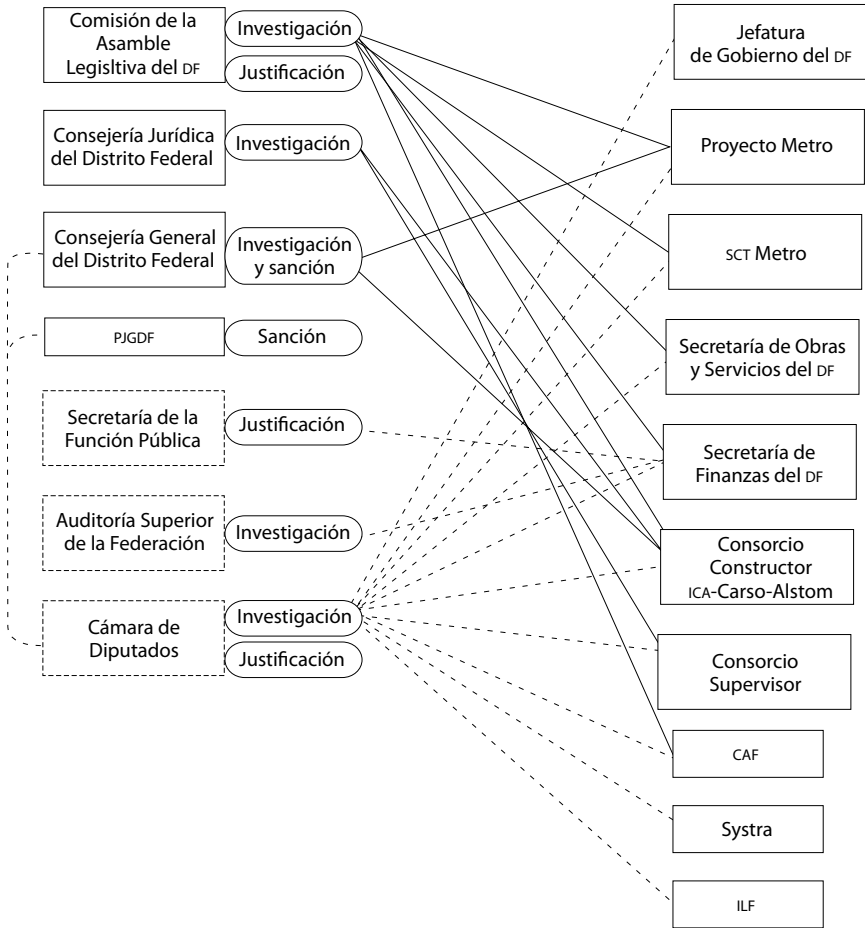 Comisión de la
Asamble
Legisltiva del DF
Investigación
Justificación
Consejería Jurídica
del Distrito Federal
Investigación
Consejería General
del Distrito Federal
Investigación
y sanción
PJGDF
Sanción
Secretaría de la
Función Pública
Justificación
Auditoría Superior
de la Federación
Investigación
Cámara de
Diputados
Investigación
Justificación
Jefatura
de Gobierno del DF
Proyecto Metro
SCT Metro
Secretaría de Obras
y Servicios del DF
Secretaría de
Finanzas del DF
Consorcio
Constructor
ICA-Carso-Alstom
Consorcio
Supervisor
CAF
Systra
ILF